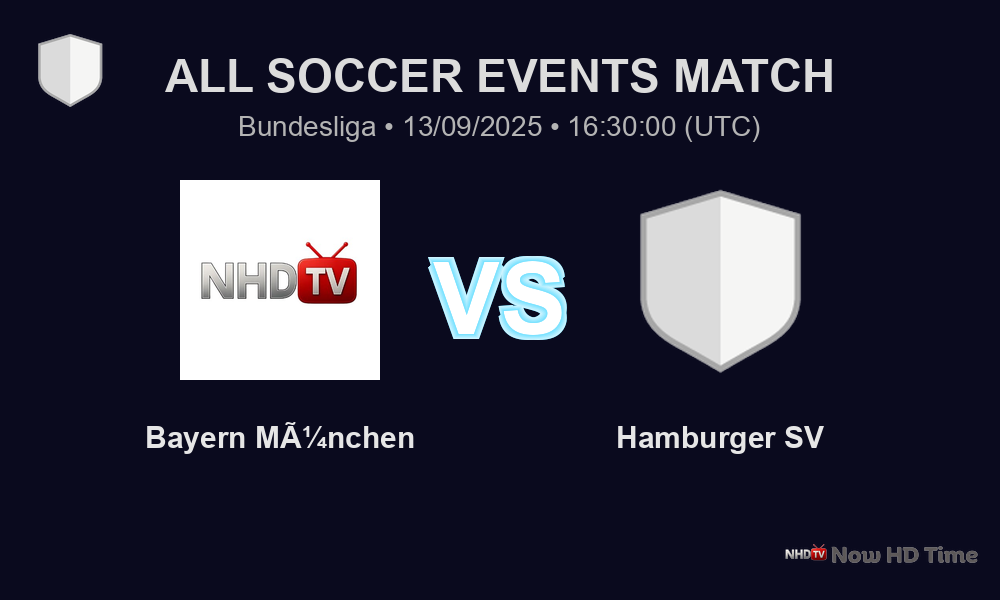 ALL SOCCER EVENTS MATCH
Bundesliga • 13/09/2025 • 16:30:00 (UTC)
NHD TV
VS
Bayern MÃ¼nchen
Hamburger SV
NHD TV Now HD Time